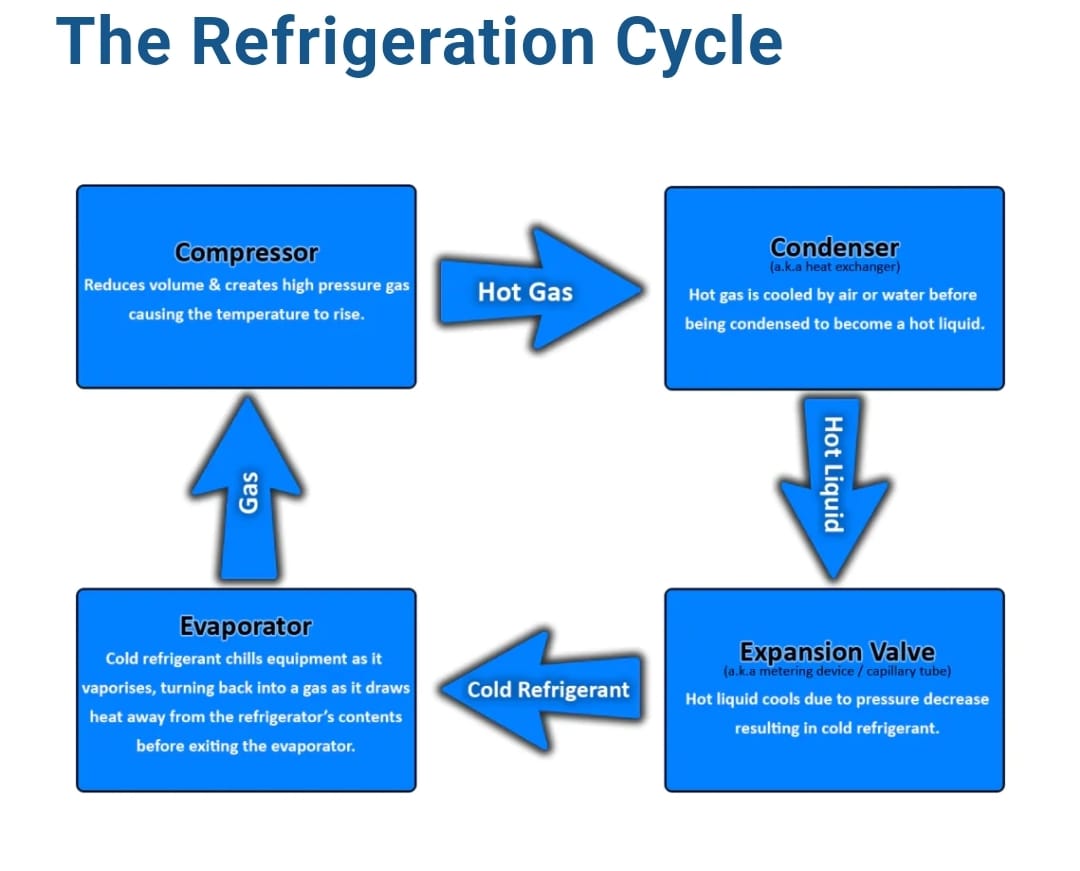 The Refrigeration Cycle
Compressor
Reduces volume & creates high pressure gas
causing the temperature to rise.
Hot Gas
Condenser
(a.k.a heat exchanger)
Hot gas is cooled by air or water before
being condensed to become a hot liquid.
Hot Liquid
Expansion Valve
(a.k.a metering device / capillary tube)
Hot liquid cools due to pressure decrease
resulting in cold refrigerant.
Cold Refrigerant
Evaporator
Cold refrigerant chills equipment as it
vaporises, turning back into a gas as it draws
heat away from the refrigerator’s contents
before exiting the evaporator.
Gas